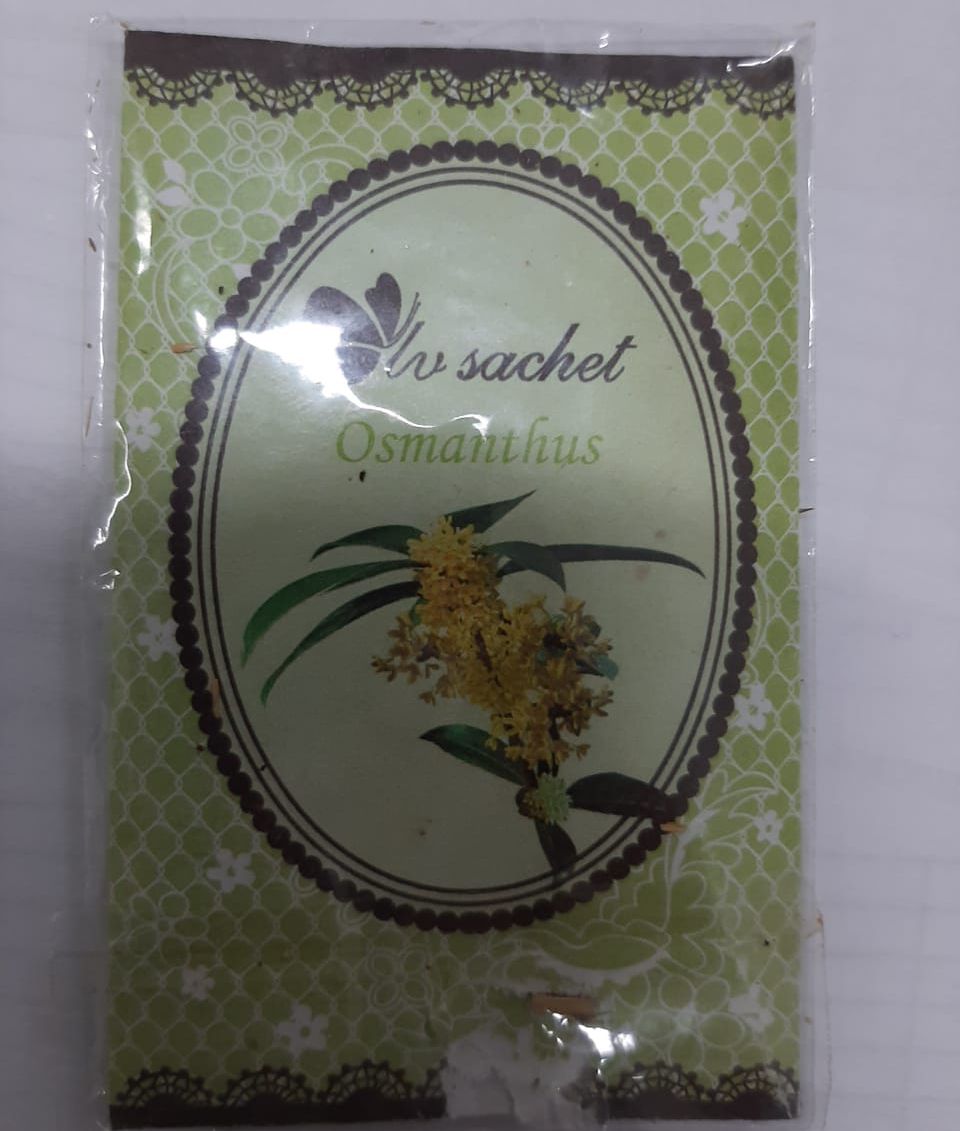 lv sachet
Osmanthus